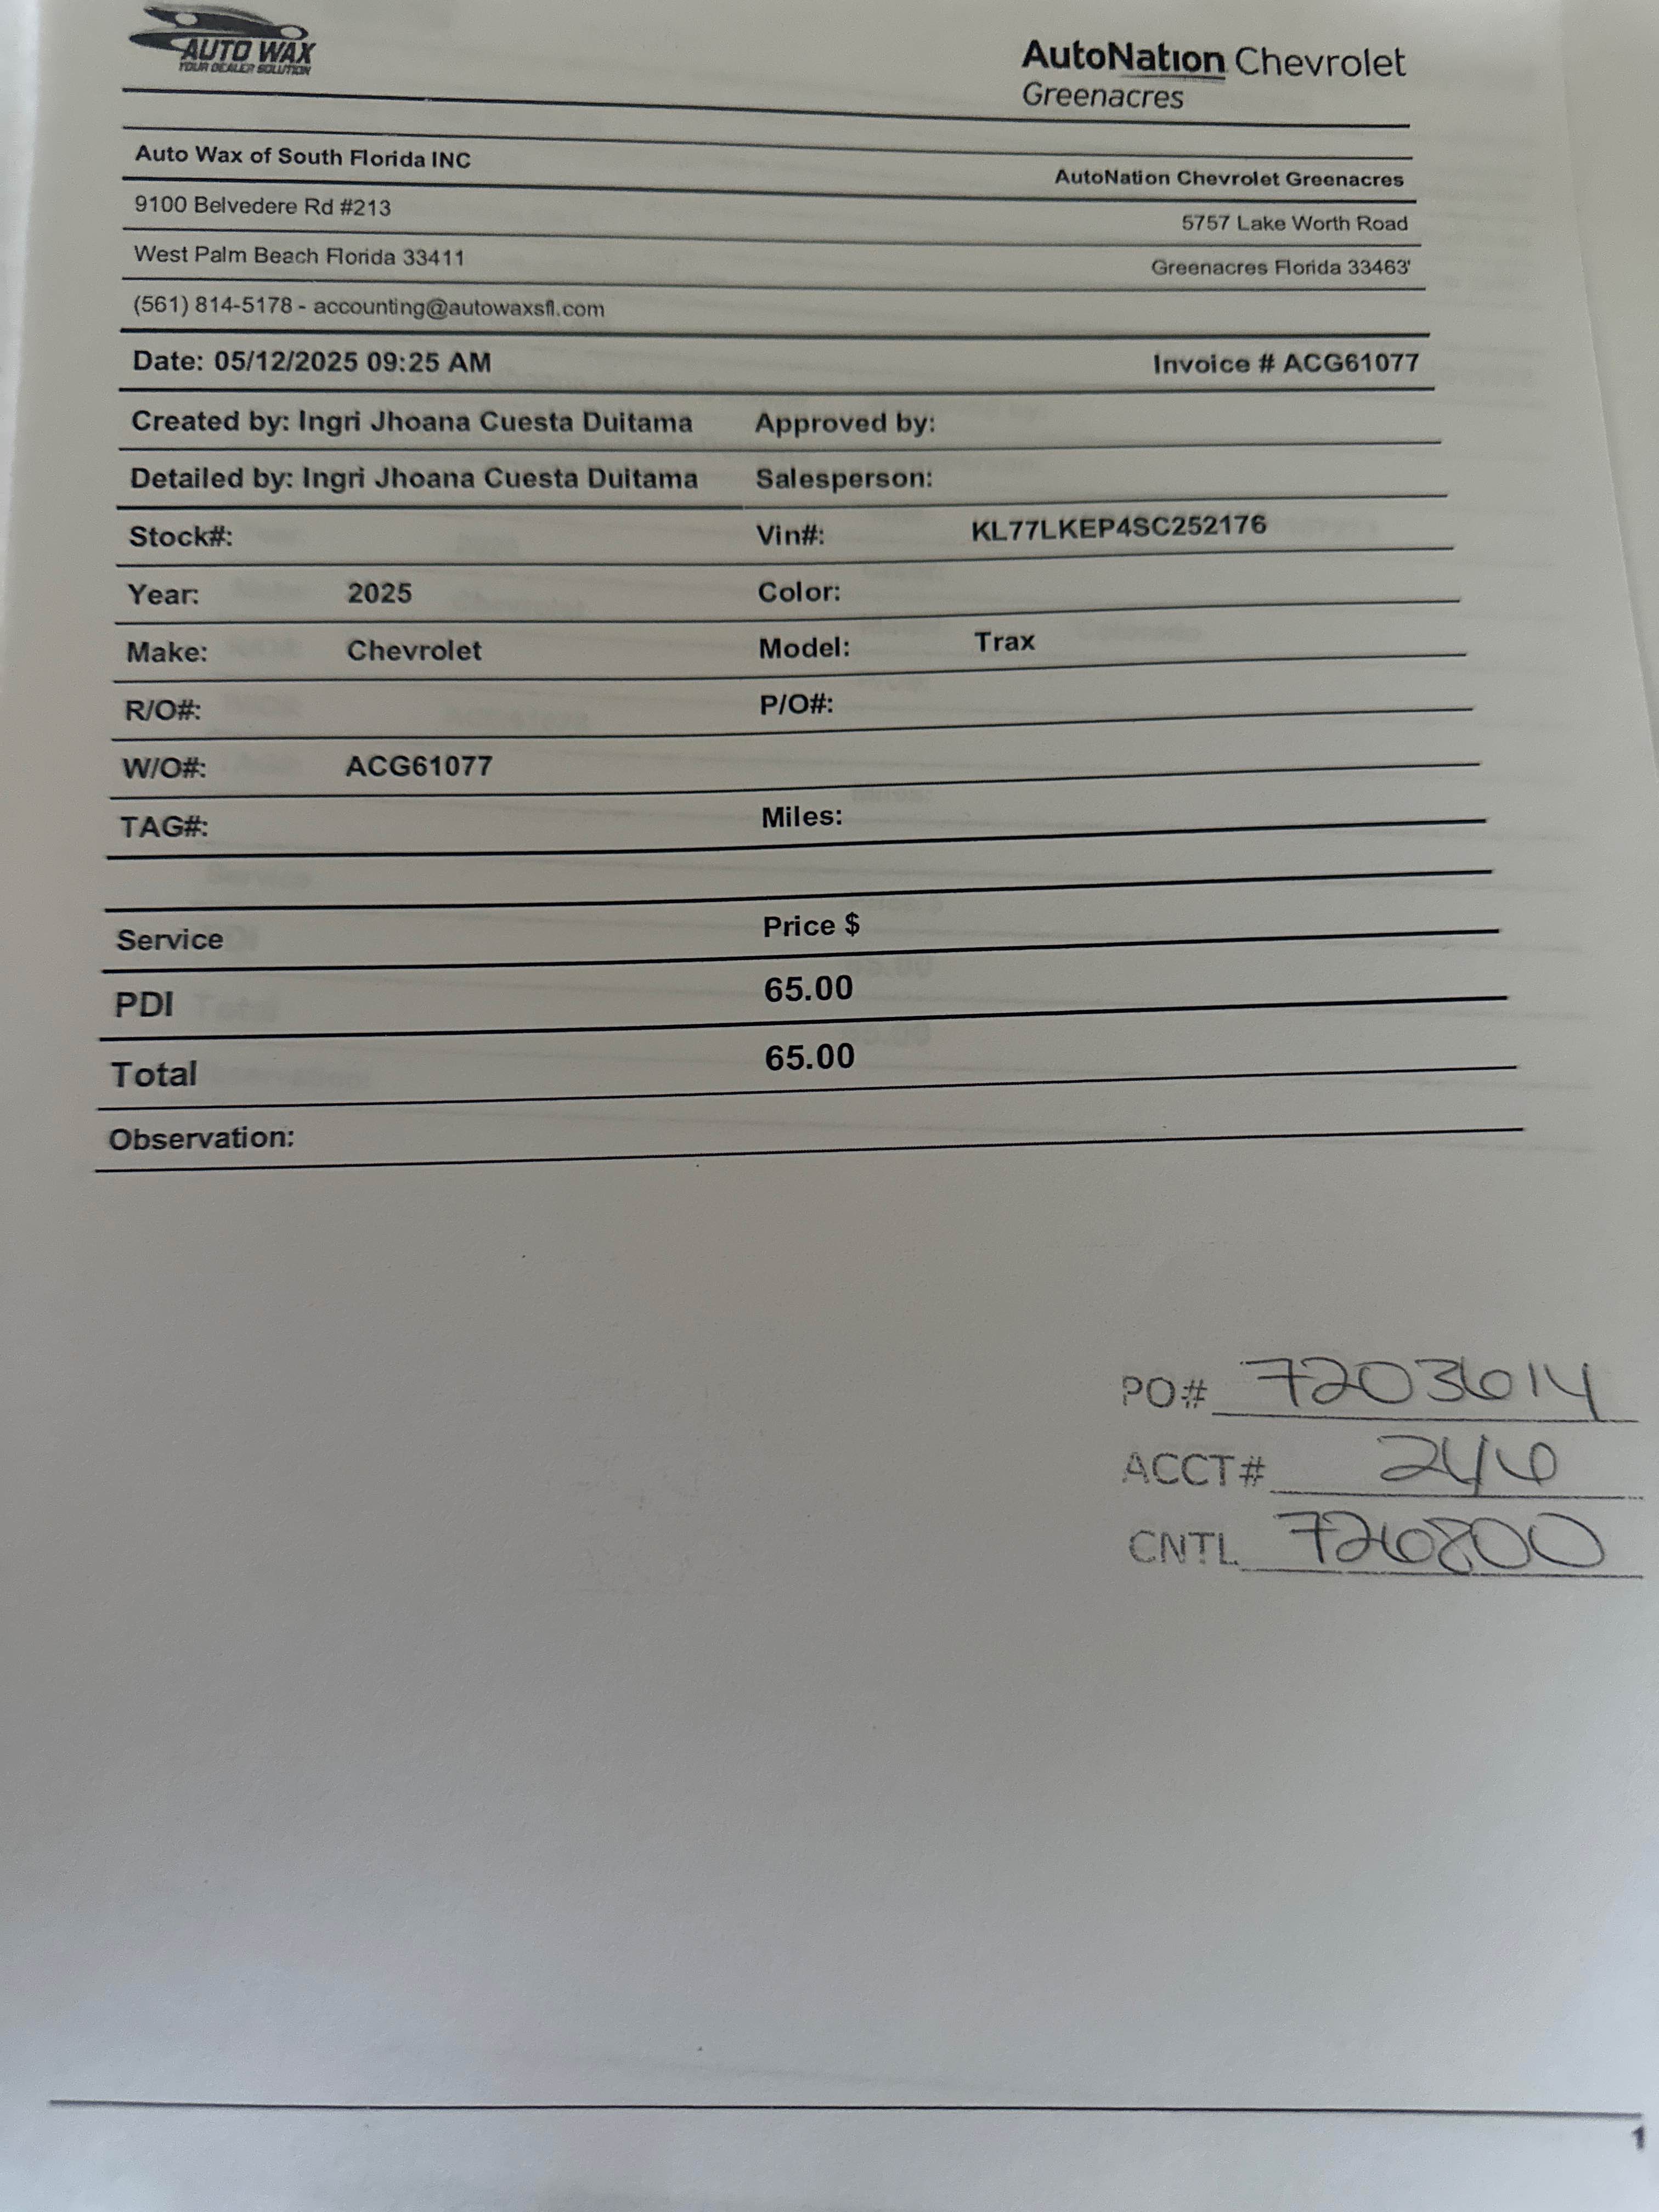 AUTO WAX
YOUR DEALER SOLUTION
AutoNation Chevrolet
Greenacres
Auto Wax of South Florida INC
AutoNation Chevrolet Greenacres
9100 Belvedere Rd #213
5757 Lake Worth Road
West Palm Beach Florida 33411
Greenacres Florida 33463'
(561) 814-5178 - accounting@autowaxsfl.com
Date: 05/12/2025 09:25 AM Invoice # ACG61077
Created by: Ingri Jhoana Cuesta Duitama Approved by:
Detailed by: Ingri Jhoana Cuesta Duitama Salesperson:
Stock#: Vin#: KL77LKEP4SC252176
Year: 2025 Color:
Make: Chevrolet Model: Trax
R/O#: P/O#:
W/O#: ACG61077
TAG#: Miles:
Service Price $
PDI 65.00
Total 65.00
Observation:
PO# 7203614
ACCT# 246
CNTL 726800
1